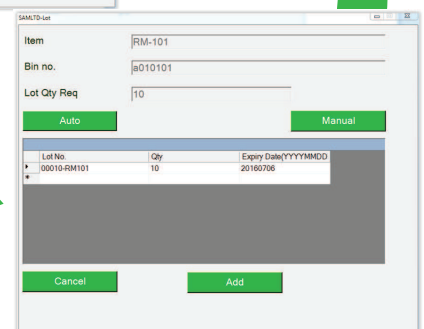 SAMLTD-Lot
Item RM-101
Bin no. a010101
Lot Qty Req 10
Auto Manual
Lot No. Qty Expiry Date(YYYYMMDD
00010-RM101 10 20160706
Cancel Add